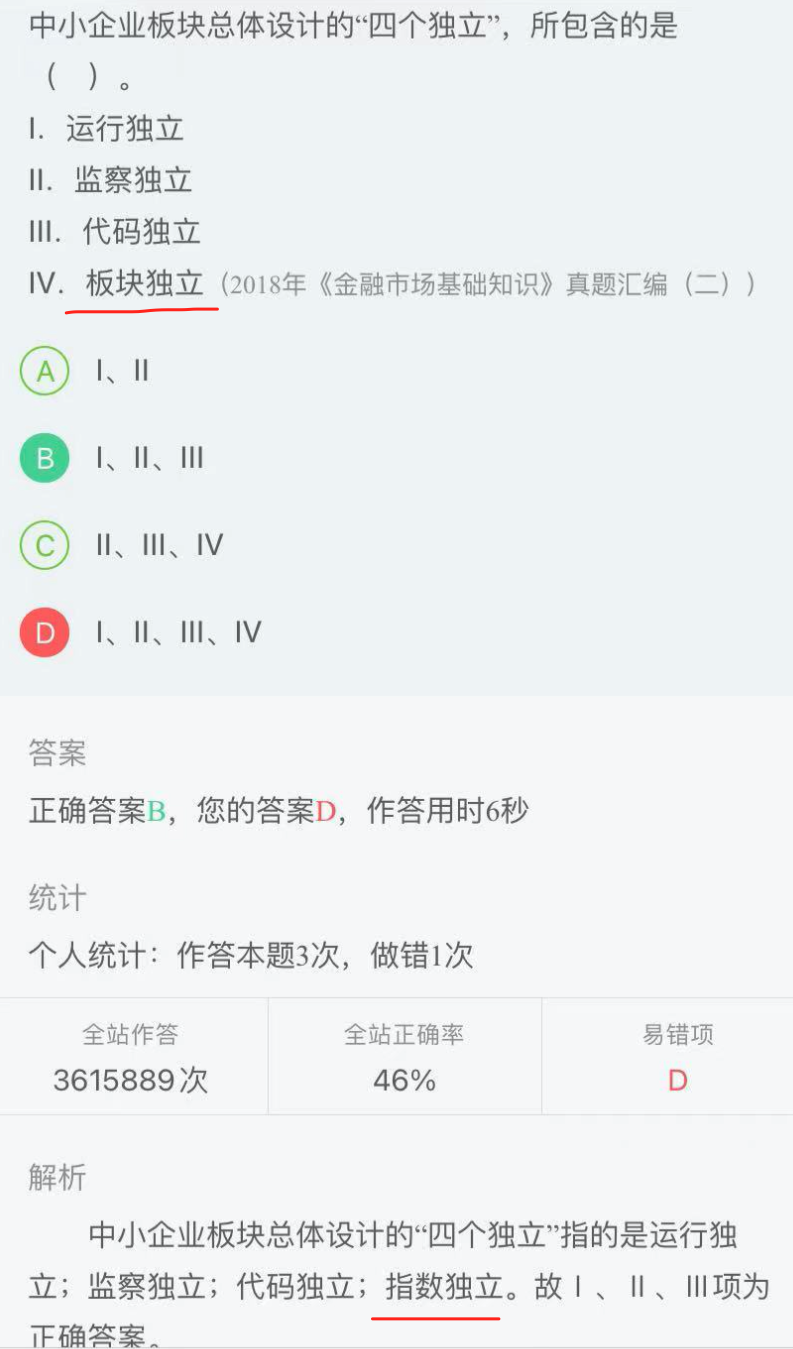 中小企业板块总体设计的“四个独立”，所包含的是
（  ）。
I. 运行独立
II. 监察独立
III. 代码独立
IV. 板块独立（2018年《金融市场基础知识》真题汇编（二））
A I、II
B I、II、III
C II、III、IV
D I、II、III、IV
答案
正确答案B，您的答案D，作答用时6秒
统计
个人统计：作答本题3次，做错1次
全站作答 全站正确率 易错项
3615889次 46% D
解析
中小企业板块总体设计的“四个独立”指的是运行独
立；监察独立；代码独立；指数独立。故Ⅰ、Ⅱ、Ⅲ项为
正确答案。